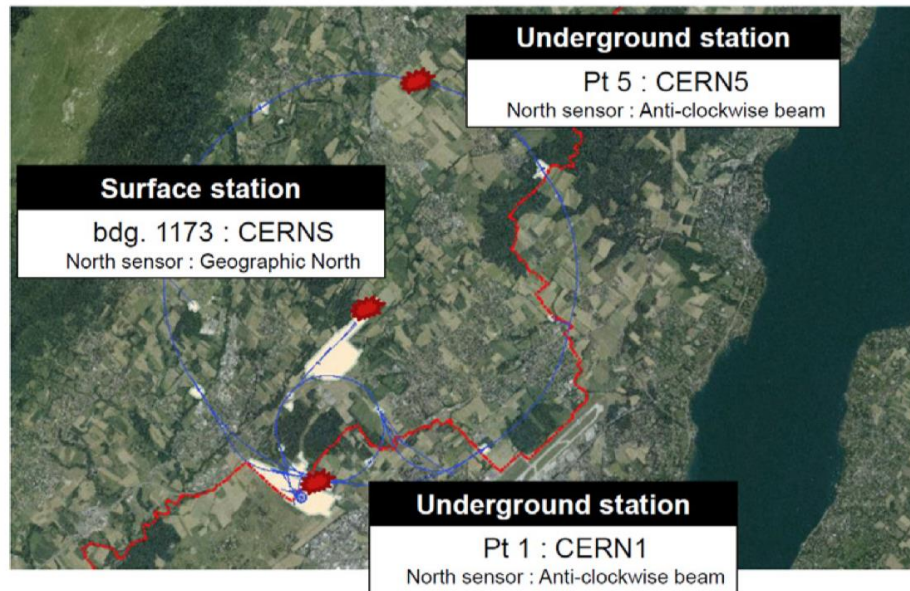 Underground station
Pt 5 : CERN5
North sensor : Anti-clockwise beam
Surface station
bdg. 1173 : CERNS
North sensor : Geographic North
Underground station
Pt 1 : CERN1
North sensor : Anti-clockwise beam